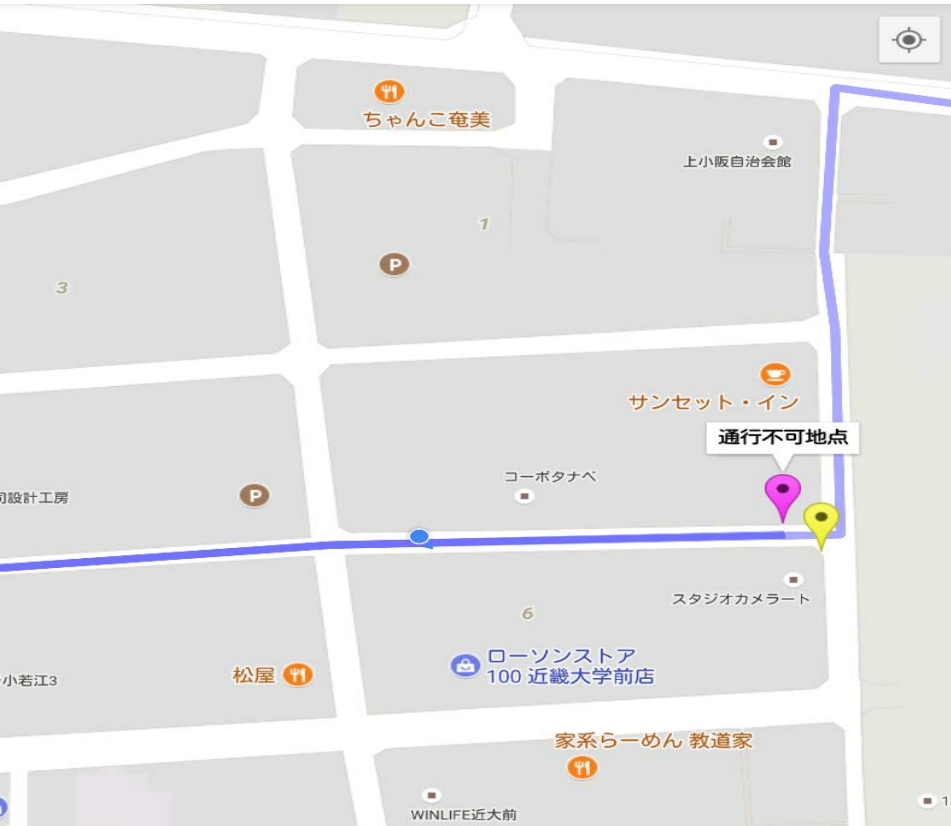 ちゃんこ奄美
上小阪自治会館
1
P
3
サンセット・イン
通行不可地点
コーポタナベ
P
司設計工房
スタジオカメラート
6
ローソンストア
100 近畿大学前店
松屋
小若江3
家系らーめん 教道家
WINLIFE近大前
1